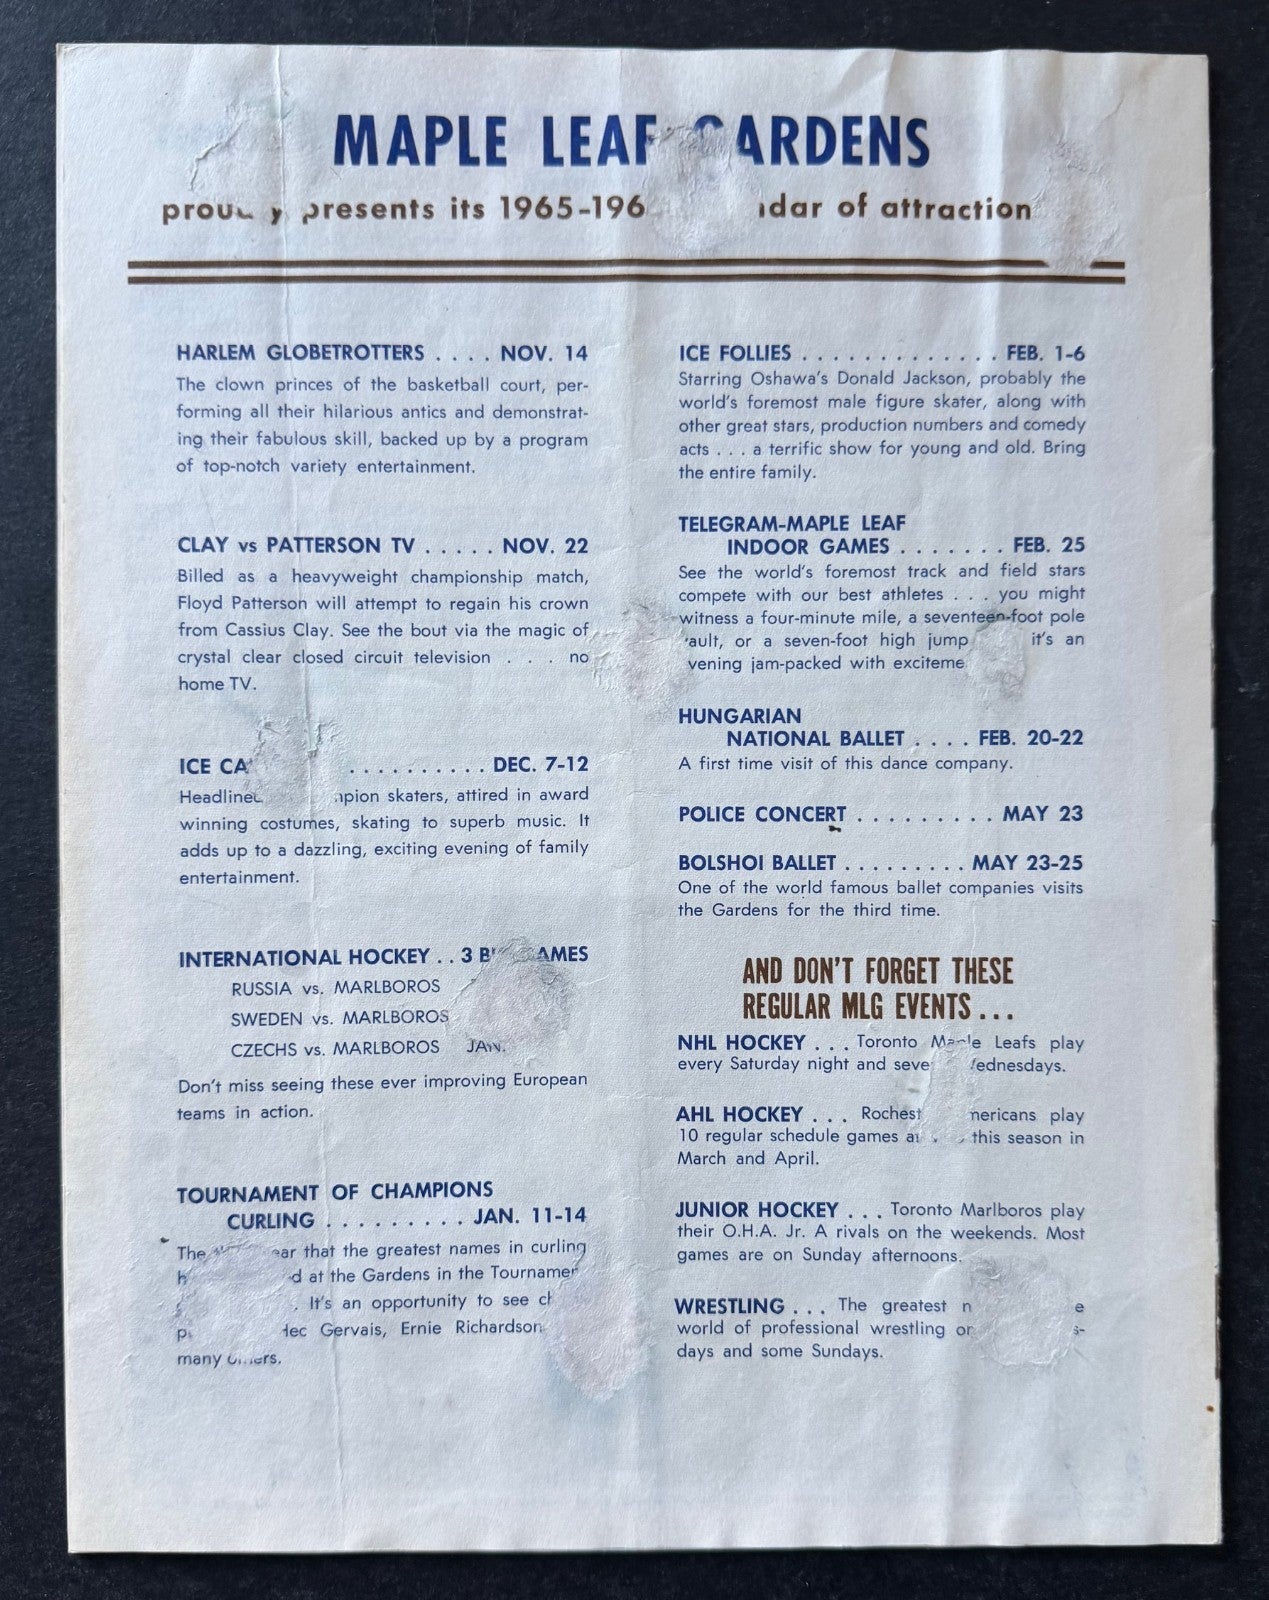 MAPLE LEAF GARDENS
presents its 1965-196 of attraction
HARLEM GLOBETROTTERS . . . . NOV. 14
The clown princes of the basketball court, per-
forming all their hilarious antics and demonstrat-
ing their fabulous skill, backed up by a program
of top-notch variety entertainment.
CLAY vs PATTERSON TV . . . . . NOV. 22
Billed as a heavyweight championship match,
Floyd Patterson will attempt to regain his crown
from Cassius Clay. See the bout via the magic of
crystal clear closed circuit television . . . no
home TV.
ICE . . . . . . . . . . DEC. 7-12
skaters, attired in award
winning costumes, skating to superb music. It
adds up to a dazzling, exciting evening of family
entertainment.
INTERNATIONAL HOCKEY . . 3
RUSSIA vs. MARLBOROS
SWEDEN vs. MARLBOROS
CZECHS vs. MARLBOROS JAN.
Don't miss seeing these ever improving European
teams in action.
TOURNAMENT OF CHAMPIONS
CURLING . . . . . . . . . JAN. 11-14
The that the greatest names in curling
at the Gardens in the
It's an opportunity to see
Gervais, Ernie Richardson
many
ICE FOLLIES . . . . . . . . . . . . . FEB. 1-6
Starring Oshawa's Donald Jackson, probably the
world's foremost male figure skater, along with
other great stars, production numbers and comedy
acts . . . a terrific show for young and old. Bring
the entire family.
TELEGRAM-MAPLE LEAF
INDOOR GAMES . . . . . . . FEB. 25
See the world's foremost track and field stars
compete with our best athletes . . . you might
witness a four-minute mile, a seventeen-foot pole
vault, or a seven-foot high jump it's an
evening jam-packed with
HUNGARIAN
NATIONAL BALLET . . . . FEB. 20-22
A first time visit of this dance company.
POLICE CONCERT . . . . . . . . . MAY 23
BOLSHOI BALLET . . . . . . . . . MAY 23-25
One of the world famous ballet companies visits
the Gardens for the third time.
AND DON'T FORGET THESE
REGULAR MLG EVENTS . . .
NHL HOCKEY . . . Toronto Maple Leafs play
every Saturday night and Wednesdays.
AHL HOCKEY . . . Americans play
10 regular schedule games this season in
March and April.
JUNIOR HOCKEY . . . Toronto Marlboros play
their O.H.A. Jr. A rivals on the weekends. Most
games are on Sunday afternoons.
WRESTLING . . . The greatest
world of professional wrestling
days and some Sundays.